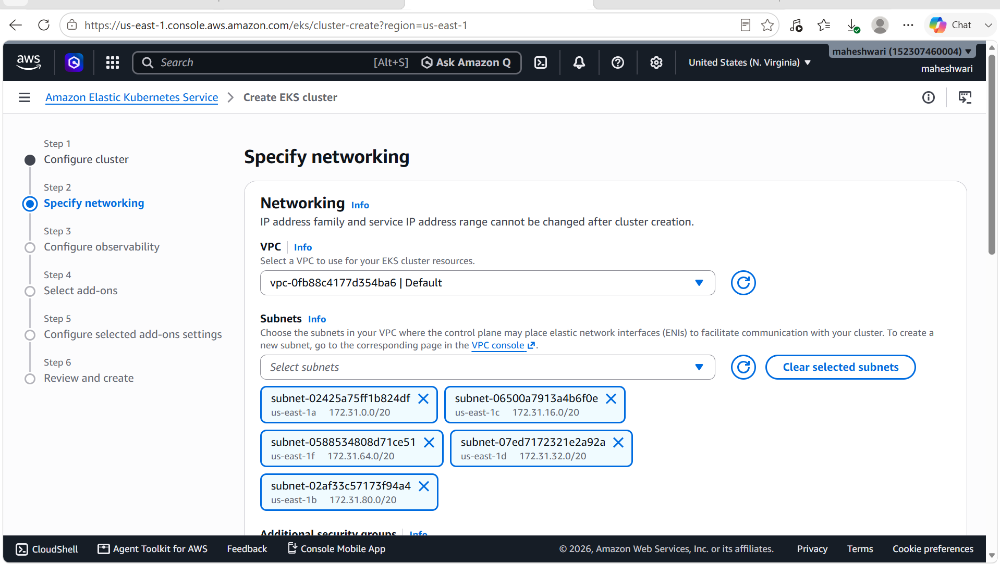 https://us-east-1.console.aws.amazon.com/eks/cluster-create?region=us-east-1
Chat
aws
Search
[Alt+S]
Ask Amazon Q
United States (N. Virginia)
maheshwari (152307460004)
maheshwari
Amazon Elastic Kubernetes Service
Create EKS cluster
Step 1
Configure cluster
Step 2
Specify networking
Step 3
Configure observability
Step 4
Select add-ons
Step 5
Configure selected add-ons settings
Step 6
Review and create
Specify networking
Networking Info
IP address family and service IP address range cannot be changed after cluster creation.
VPC Info
Select a VPC to use for your EKS cluster resources.
vpc-0fb88c4177d354ba6 | Default
Subnets Info
Choose the subnets in your VPC where the control plane may place elastic network interfaces (ENIs) to facilitate communication with your cluster. To create a
new subnet, go to the corresponding page in the VPC console.
Select subnets
Clear selected subnets
subnet-02425a75ff1b824df
us-east-1a 172.31.0.0/20
subnet-06500a7913a4b6f0e
us-east-1c 172.31.16.0/20
subnet-0588534808d71ce51
us-east-1f 172.31.64.0/20
subnet-07ed7172321e2a92a
us-east-1d 172.31.32.0/20
subnet-02af33c57173f94a4
us-east-1b 172.31.80.0/20
Additional security groups Info
CloudShell
Agent Toolkit for AWS
Feedback
Console Mobile App
© 2026, Amazon Web Services, Inc. or its affiliates.
Privacy
Terms
Cookie preferences